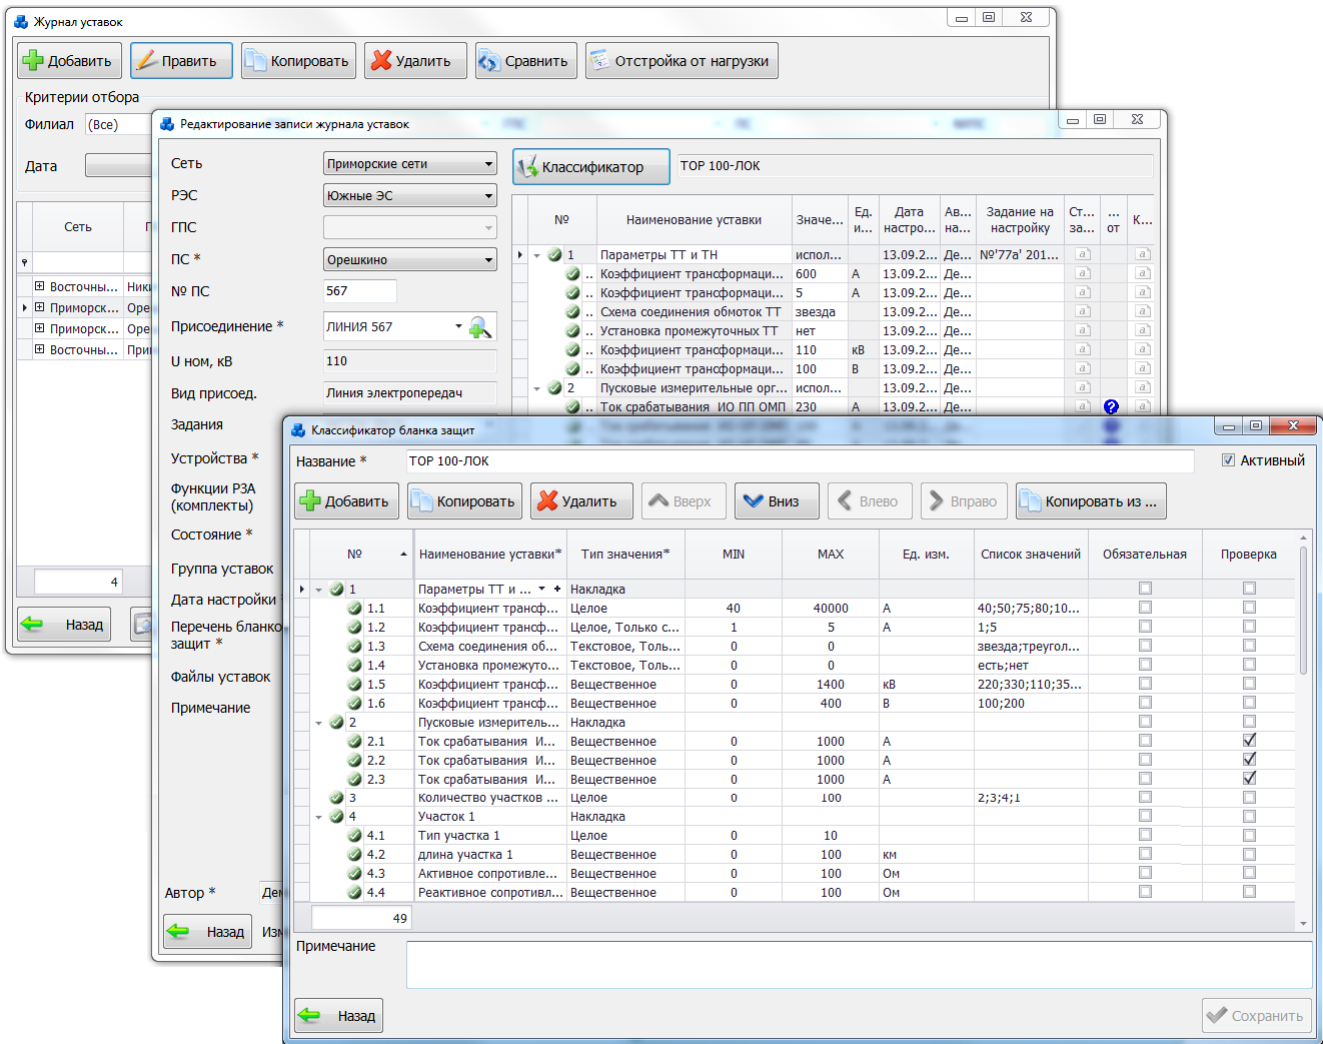 Журнал уставок
Добавить Править Копировать Удалить Сравнить Отстройка от нагрузки
Критерии отбора
Филиал (Все)
Дата
Сеть
Восточны... Ники
Приморск... Оре
Приморск... Оре
Восточны... При
4
Назад
Редактирование записи журнала уставок
Сеть Приморские сети
РЭС Южные ЭС
ГПС
ПС * Орешкино
№ ПС 567
Присоединение * ЛИНИЯ 567
U ном, кВ 110
Вид присоед. Линия электропередач
Задания
Устройства *
Функции РЗА
(комплекты)
Состояние *
Группа уставок
Дата настройки
Перечень бланко
защит *
Файлы уставок
Примечание
Автор * Дем
Назад Изм
Классификатор ТОР 100-ЛОК
№ Наименование уставки Значе... Ед. и... Дата настро... Ав... на... Задание на настройку Ст... за... ... от К...
1 Параметры ТТ и ТН испол... 13.09.2... Де... №'77а' 201...
.. Коэффициент трансформаци... 600 А 13.09.2... Де...
.. Коэффициент трансформаци... 5 А 13.09.2... Де...
.. Схема соединения обмоток ТТ звезда 13.09.2... Де...
.. Установка промежуточных ТТ нет 13.09.2... Де...
.. Коэффициент трансформаци... 110 кВ 13.09.2... Де...
.. Коэффициент трансформаци... 100 В 13.09.2... Де...
2 Пусковые измерительные орг... испол... 13.09.2... Де...
.. Ток срабатывания ИО ПП ОМП 230 А 13.09.2... Де...
Классификатор бланка защит
Название * ТОР 100-ЛОК Активный
Добавить Копировать Удалить Вверх Вниз Влево Вправо Копировать из ...
№ Наименование уставки* Тип значения* MIN MAX Ед. изм. Список значений Обязательная Проверка
1 Параметры ТТ и ... Накладка
1.1 Коэффициент трансф... Целое 40 40000 А 40;50;75;80;10...
1.2 Коэффициент трансф... Целое, Только с... 1 5 А 1;5
1.3 Схема соединения об... Текстовое, Толь... 0 0 звезда;треугол...
1.4 Установка промежуто... Текстовое, Толь... 0 0 есть;нет
1.5 Коэффициент трансф... Вещественное 0 1400 кВ 220;330;110;35...
1.6 Коэффициент трансф... Вещественное 0 400 В 100;200
2 Пусковые измеритель... Накладка
2.1 Ток срабатывания И... Вещественное 0 1000 А
2.2 Ток срабатывания И... Вещественное 0 1000 А
2.3 Ток срабатывания И... Вещественное 0 1000 А
3 Количество участков ... Целое 0 100 2;3;4;1
4 Участок 1 Накладка
4.1 Тип участка 1 Целое 0 10
4.2 длина участка 1 Вещественное 0 100 км
4.3 Активное сопротивле... Вещественное 0 100 Ом
4.4 Реактивное сопротивл... Вещественное 0 100 Ом
49
Примечание
Назад Сохранить